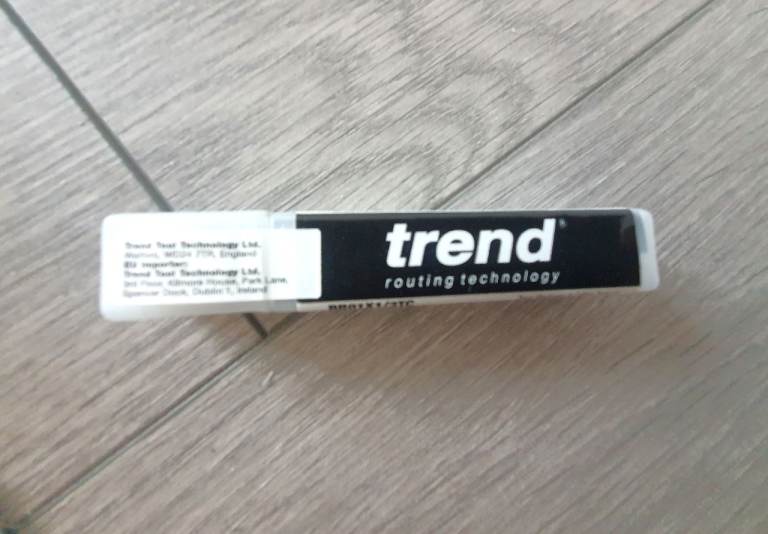 Trend Tool Technology Ltd.
Watford, WD24 7TR, England
EU Importer:
Trend Tool Technology Ltd.
3rd Floor, Kilmore House, Park Lane,
Spencer Dock, Dublin 1, Ireland
trend®
routing technology